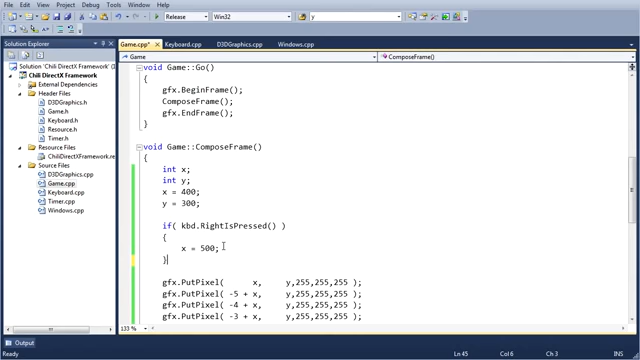 File Edit View Project Build Debug Tools Window Help
Release Win32 y
Solution Explorer
Solution 'Chili DirectX Framework'
Chili DirectX Framework
External Dependencies
Header Files
D3DGraphics.h
Game.h
Keyboard.h
Resource.h
Timer.h
Resource Files
ChiliDirectXFramework.re
Source Files
D3DGraphics.cpp
Game.cpp
Keyboard.cpp
Timer.cpp
Windows.cpp
Game.cpp* Keyboard.cpp D3DGraphics.cpp Windows.cpp
Game ComposeFrame()
void Game::Go()
{
gfx.BeginFrame();
ComposeFrame();
gfx.EndFrame();
}
void Game::ComposeFrame()
{
int x;
int y;
x = 400;
y = 300;
if( kbd.RightIsPressed() )
{
x = 500;
}
gfx.PutPixel( x, y,255,255,255 );
gfx.PutPixel( -5 + x, y,255,255,255 );
gfx.PutPixel( -4 + x, y,255,255,255 );
gfx.PutPixel( -3 + x, y,255,255,255 );
133 %
Output
Ready Ln 45 Col 6 Ch 3